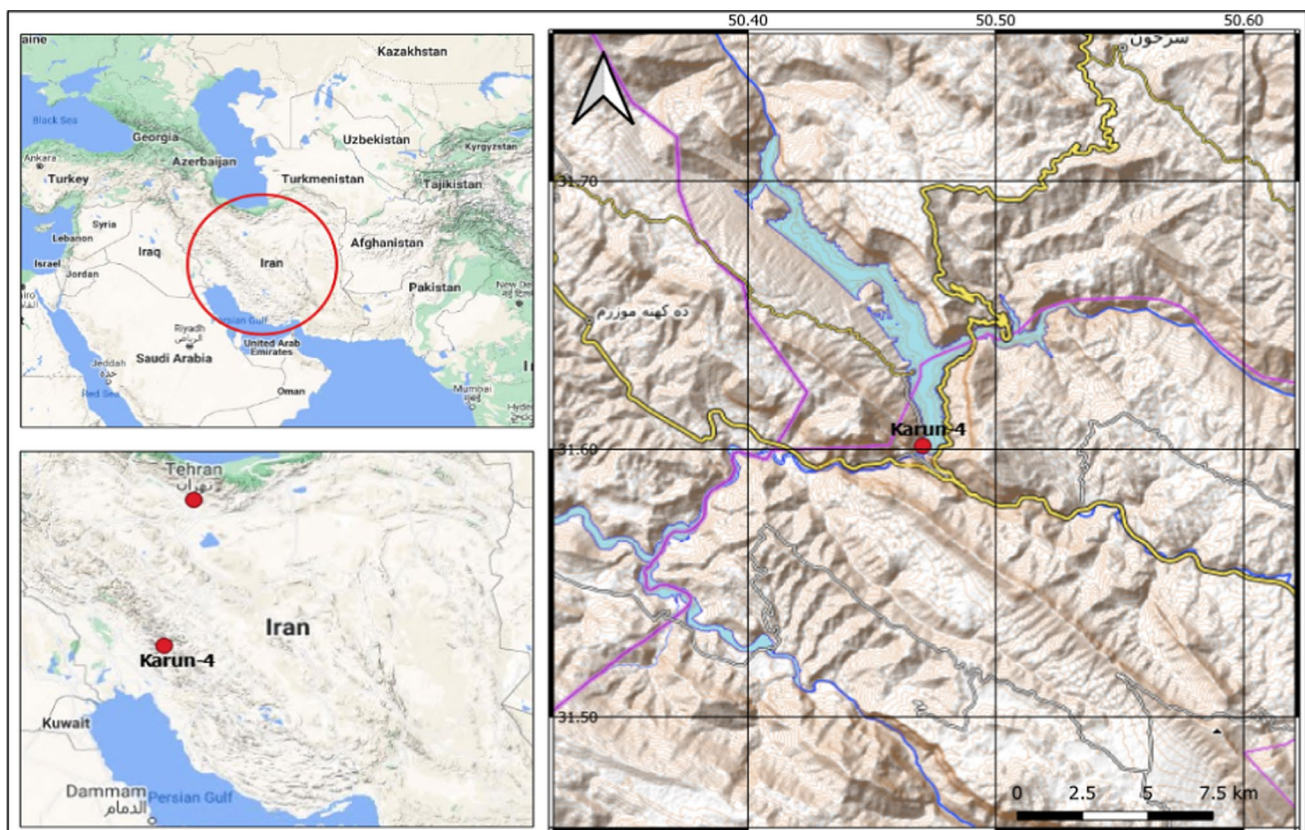 aine
Kazakhstan
Black Sea
Georgia
Uzbekistan
Kyrgyzstan
Azerbaijan
Ankara
Turkey
Turkmenistan
Tajikistan
Syria
Lebanon
Iraq
Iran
Afghanistan
Israel
Jordan
Pakistan
New De
Persian Gulf
Riyadh
الرياض
United Arab
Emirates
Saudi Arabia
Jeddah
جدة
Red Sea
Oman
Mumbai
Hyde
Tehran
تهران
Iran
Karun-4
Kuwait
Dammam
الدمام
Persian Gulf
50.40
50.50
50.60
سرخون
31.70
ده کهنه موزرم
Karun-4
31.60
31.50
0
2.5
5
7.5 km